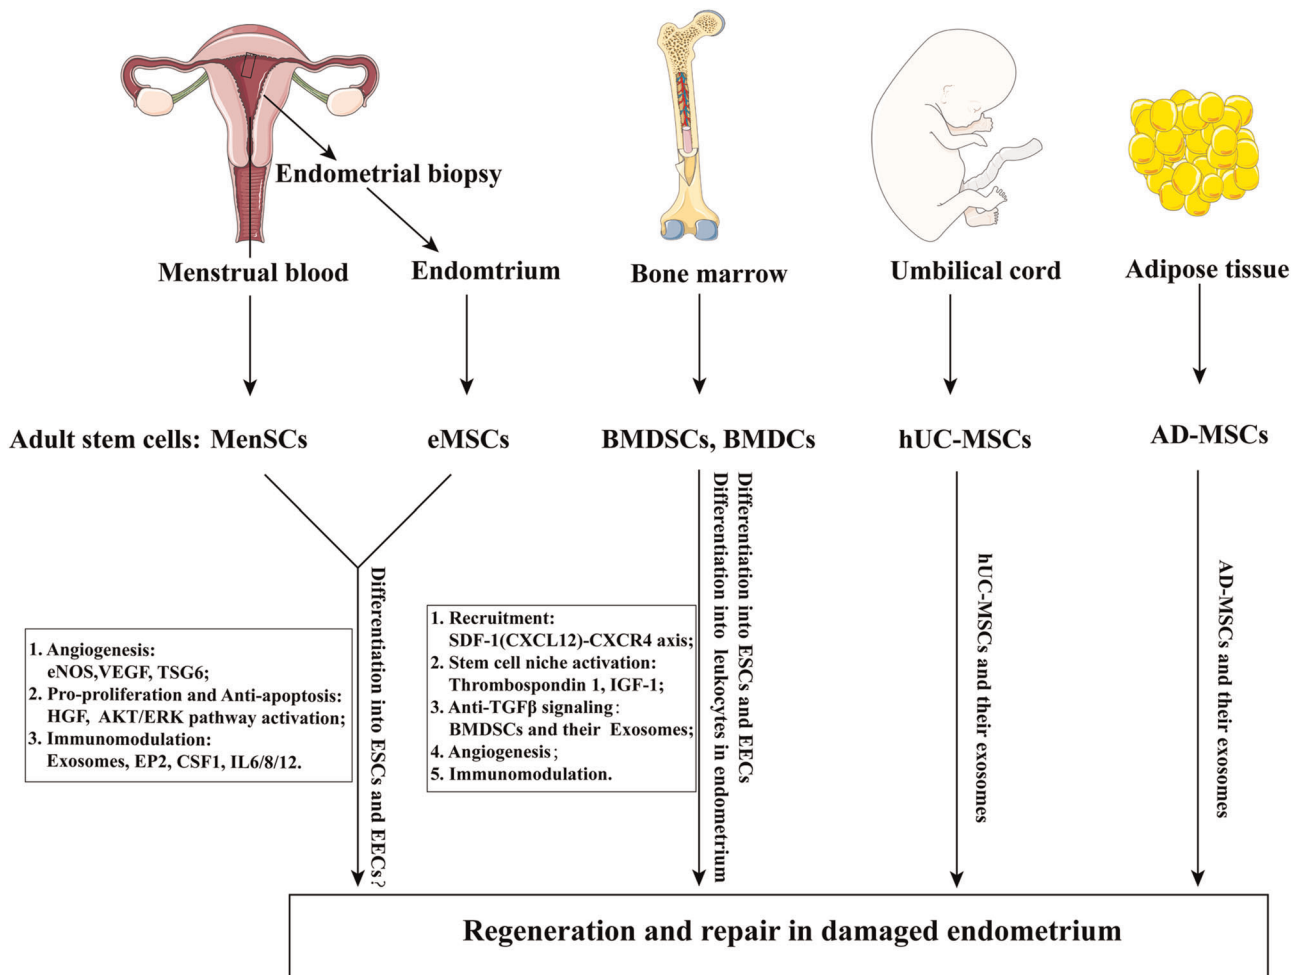 Endometrial biopsy
Menstrual blood
Endomtrium
Bone marrow
Umbilical cord
Adipose tissue
Adult stem cells: MenSCs
eMSCs
BMDSCs, BMDCs
hUC-MSCs
AD-MSCs
1. Angiogenesis:
eNOS,VEGF, TSG6;
2. Pro-proliferation and Anti-apoptosis:
HGF, AKT/ERK pathway activation;
3. Immunomodulation:
Exosomes, EP2, CSF1, IL6/8/12.
Differentiation into ESCs and EECs?
1. Recruitment:
SDF-1(CXCL12)-CXCR4 axis;
2. Stem cell niche activation:
Thrombospondin 1, IGF-1;
3. Anti-TGFβ signaling:
BMDSCs and their Exosomes;
4. Angiogenesis;
5. Immunomodulation.
Differentiation into ESCs and EECs
Differentiation into leukocytes in endometrium
hUC-MSCs and their exosomes
AD-MSCs and their exosomes
Regeneration and repair in damaged endometrium